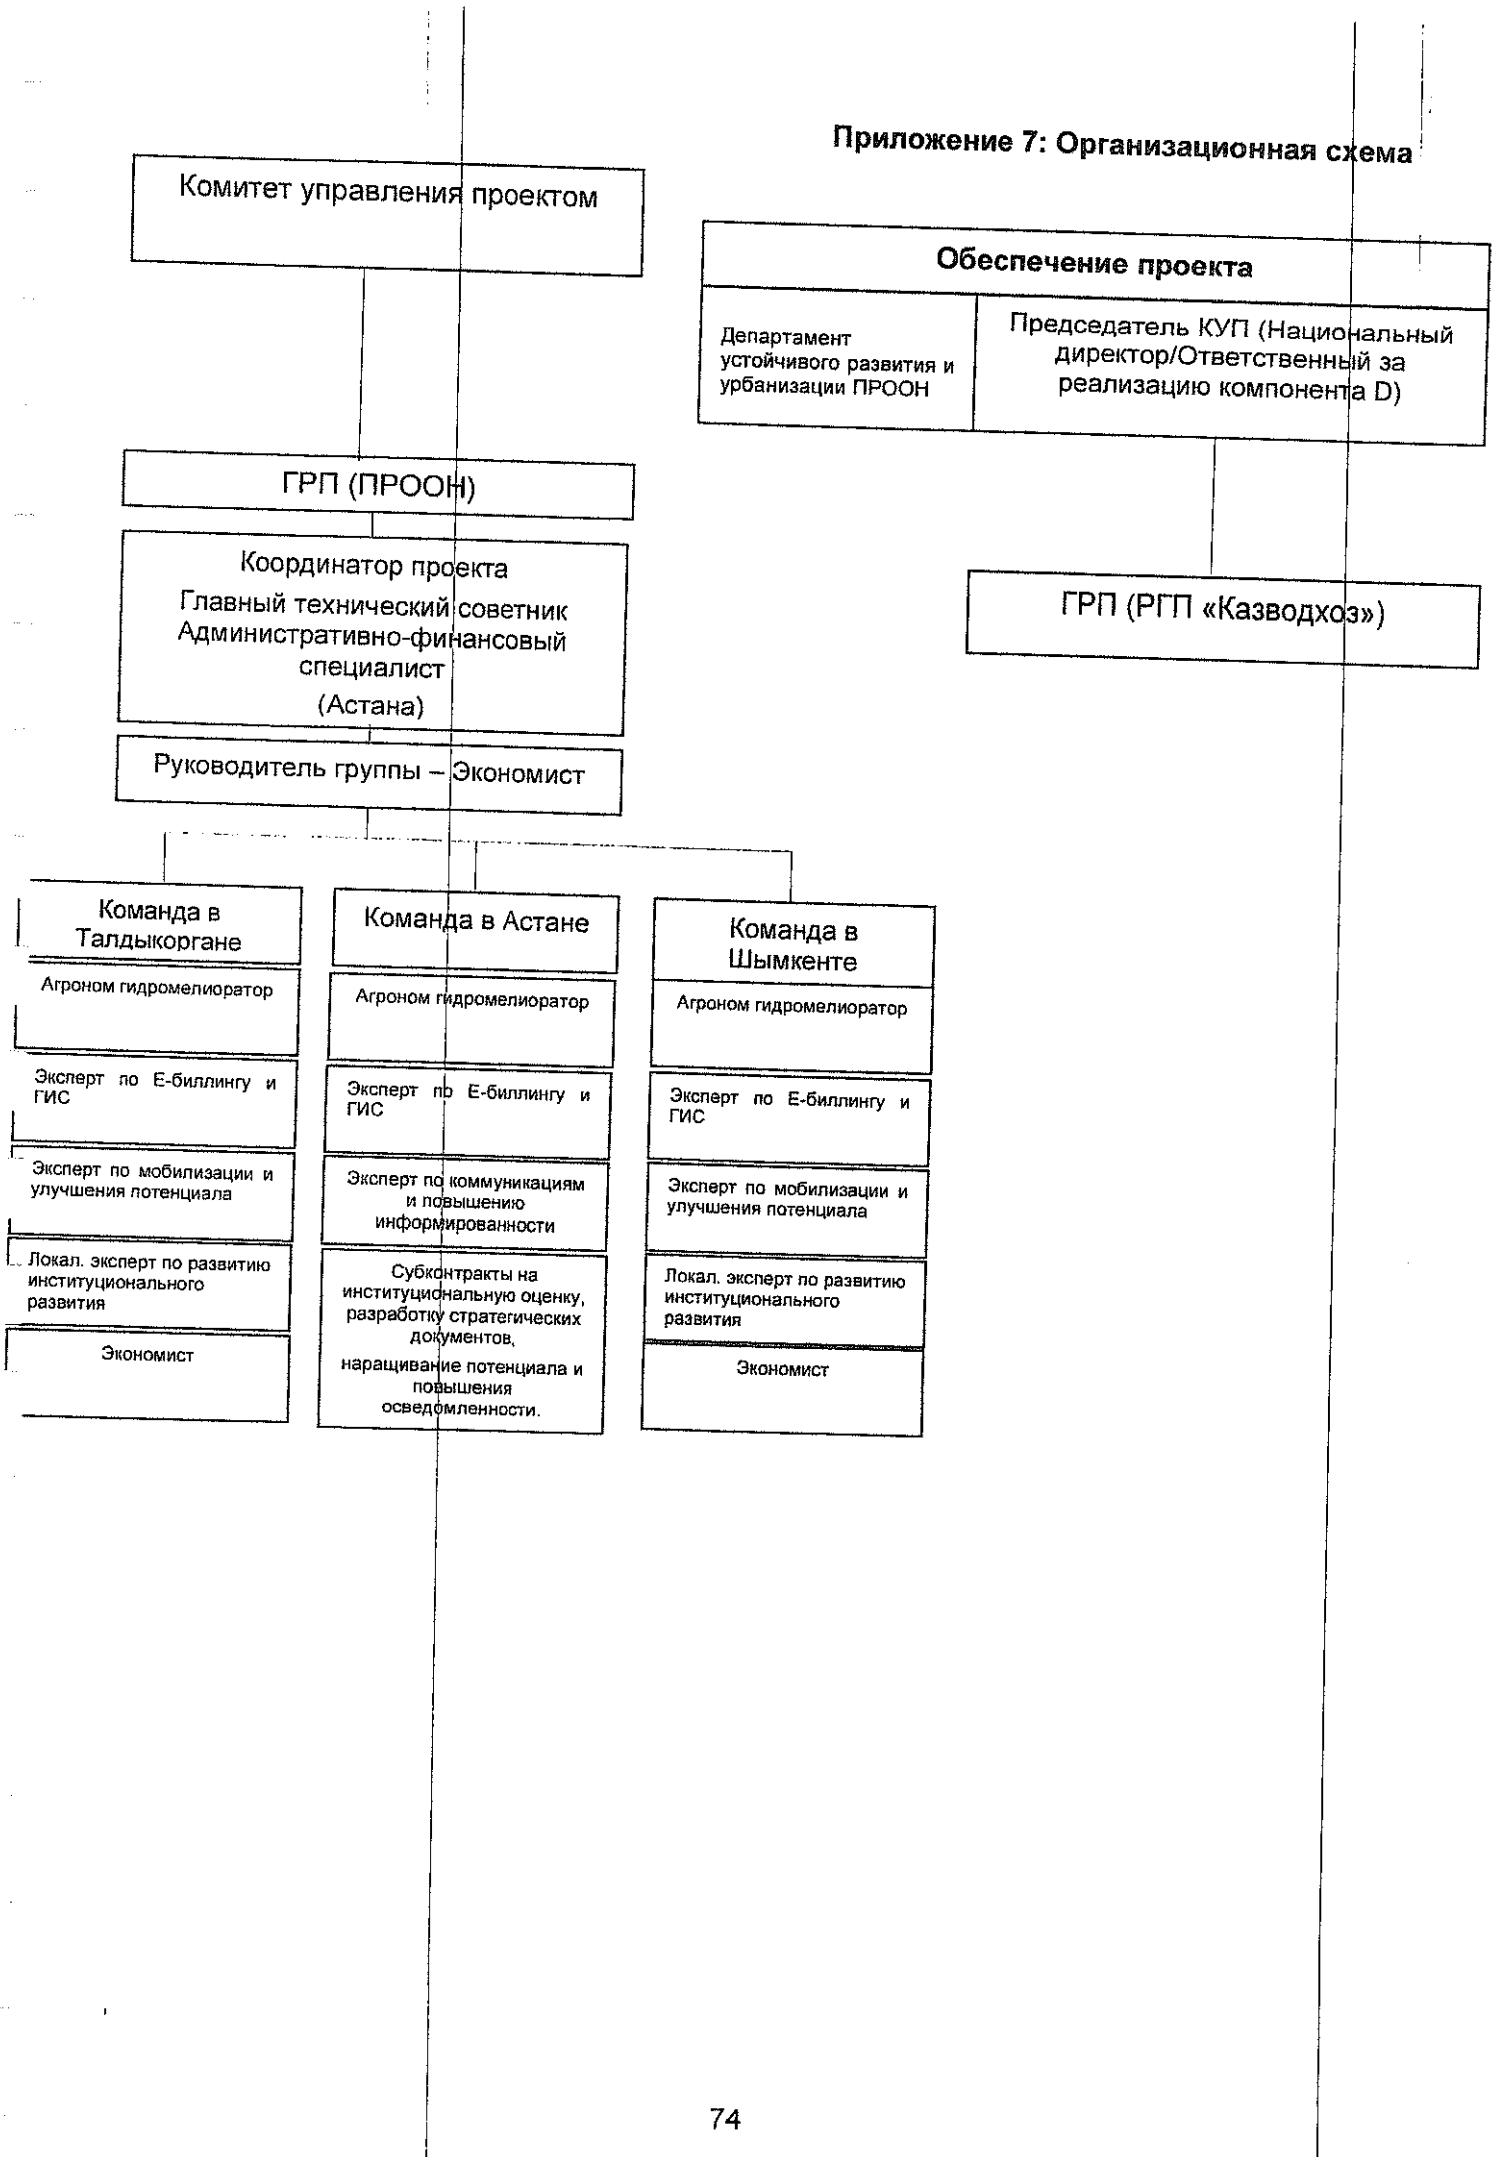 Приложение 7: Организационная схема
Комитет управления проектом
Обеспечение проекта
Департамент
устойчивого развития и
урбанизации ПРООН
Председатель КУП (Национальный
директор/Ответственный за
реализацию компонента D)
ГРП (ПРООН)
Координатор проекта
Главный технический советник
Административно-финансовый
специалист
(Астана)
ГРП (РГП «Казводхоз»)
Руководитель группы – Экономист
Команда в
Талдыкоргане
Агроном гидромелиоратор
Эксперт по Е-биллингу и
ГИС
Эксперт по мобилизации и
улучшения потенциала
Локал. эксперт по развитию
институционального
развития
Экономист
Команда в Астане
Агроном гидромелиоратор
Эксперт по Е-биллингу и
ГИС
Эксперт по коммуникациям
и повышению
информированности
Субконтракты на
институциональную оценку,
разработку стратегических
документов,
наращивание потенциала и
повышения
осведомленности.
Команда в
Шымкенте
Агроном гидромелиоратор
Эксперт по Е-биллингу и
ГИС
Эксперт по мобилизации и
улучшения потенциала
Локал. эксперт по развитию
институционального
развития
Экономист
74